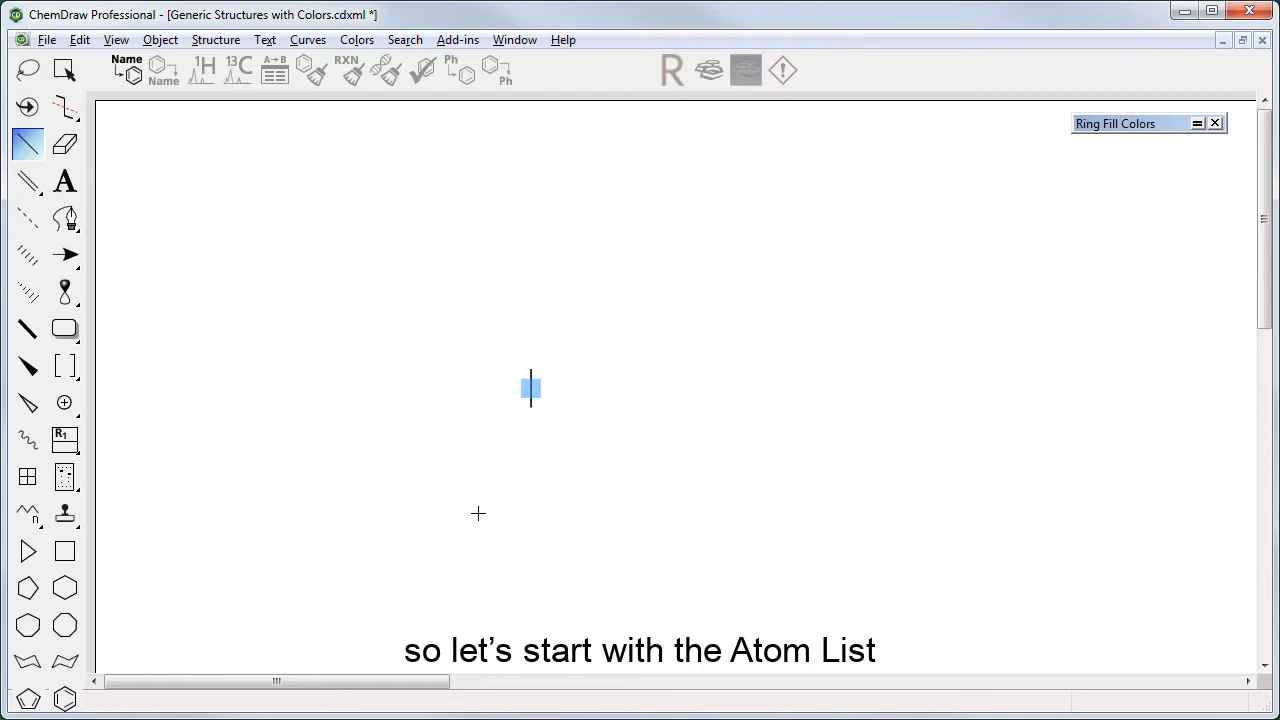 ChemDraw Professional - [Generic Structures with Colors.cdxml *]
File Edit View Object Structure Text Curves Colors Search Add-ins Window Help
Name Name 1H 13C A→B RXN Ph Ph R
Ring Fill Colors
A
R1
n
so let's start with the Atom List